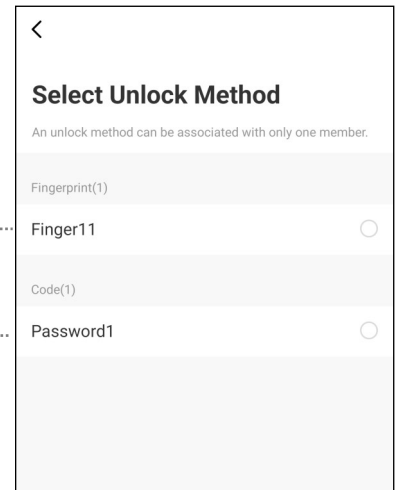 Select Unlock Method
An unlock method can be associated with only one member.
Fingerprint(1)
Finger11
Code(1)
Password1